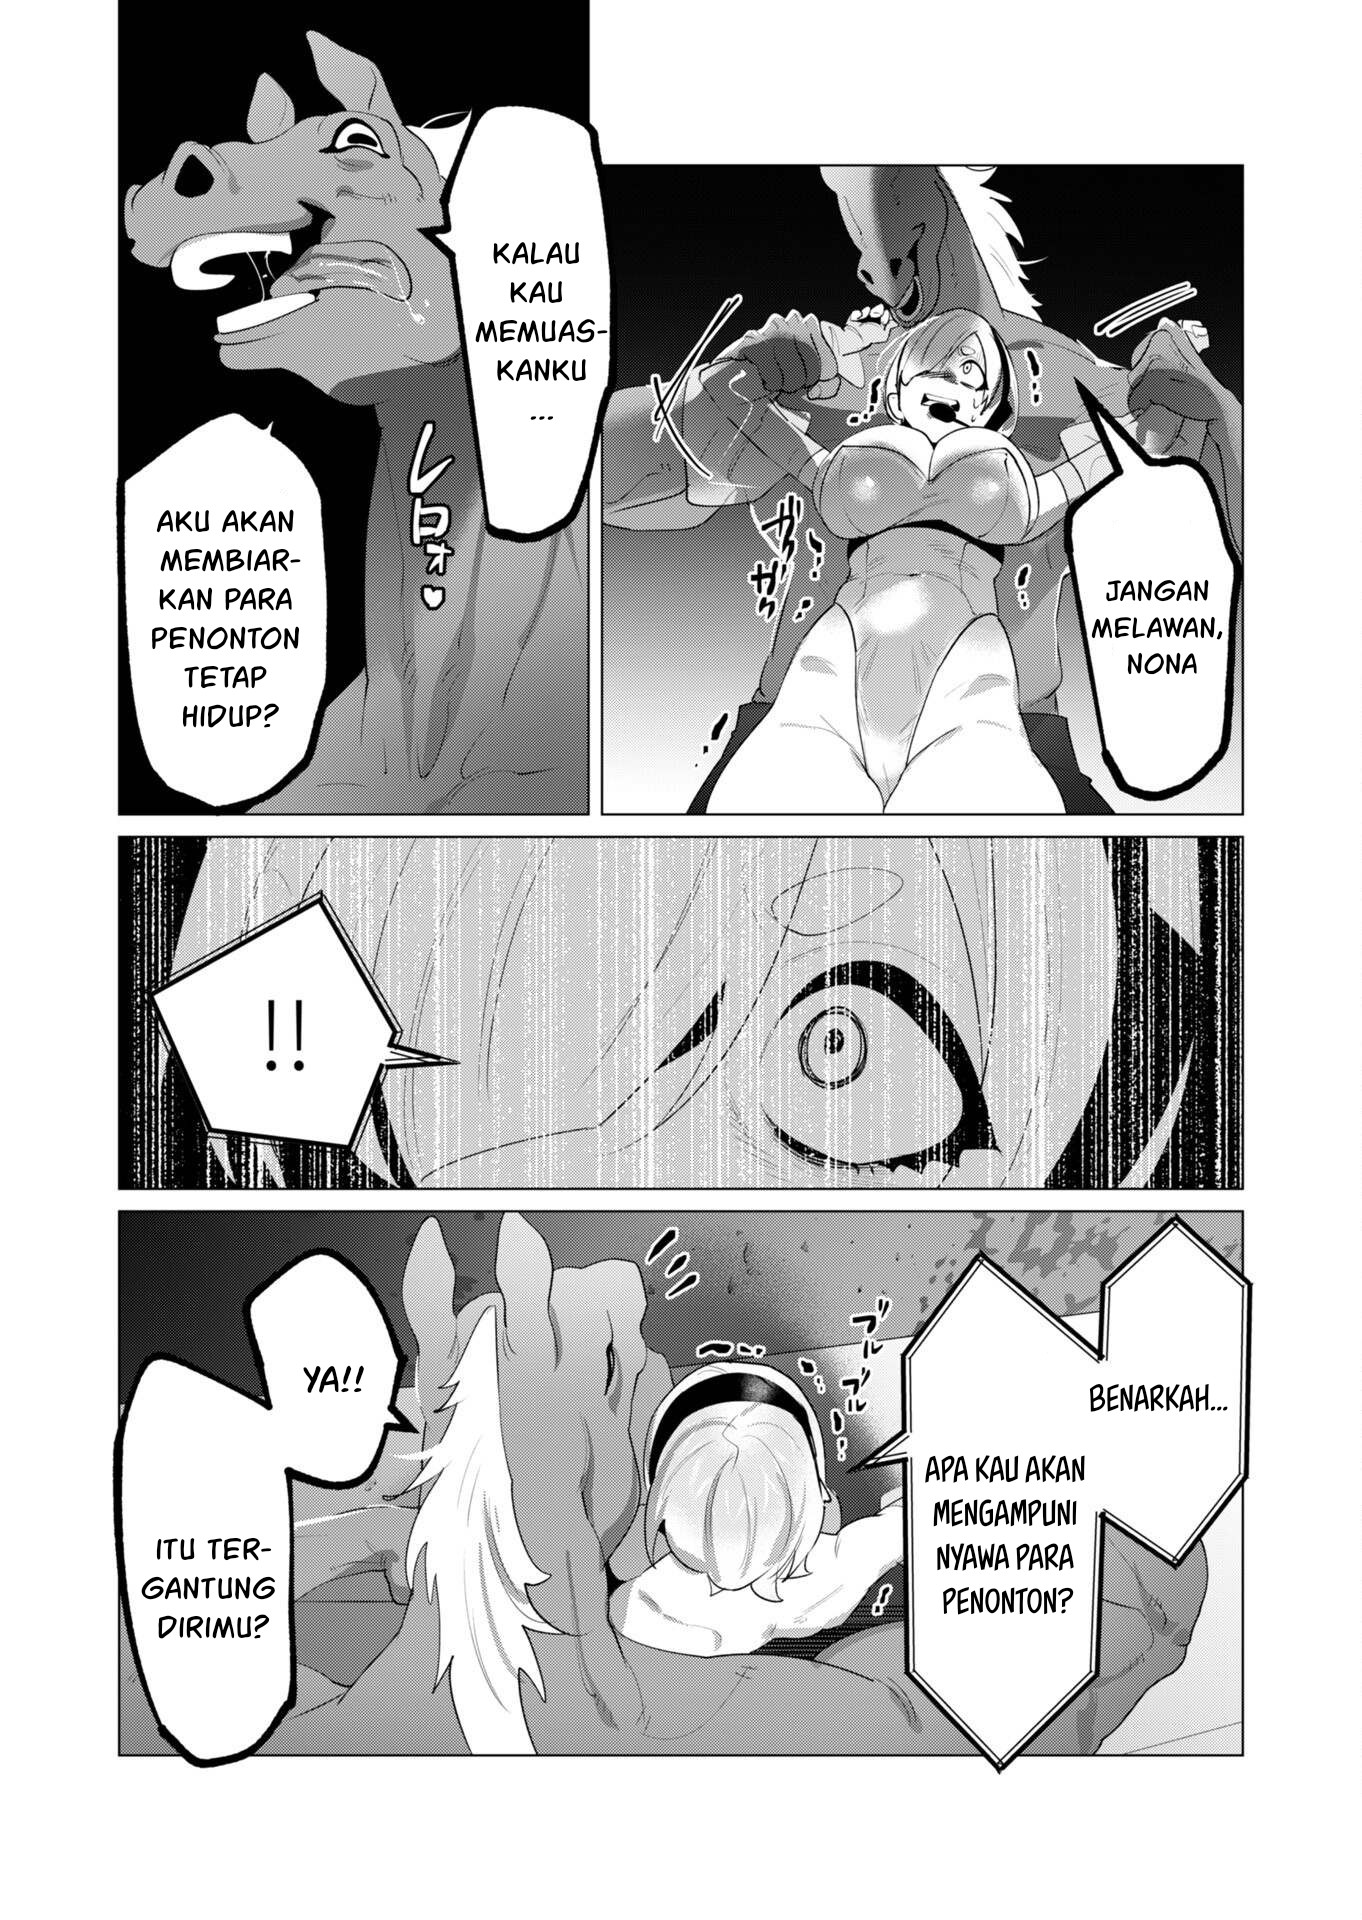 JANGAN
MELAWAN,
NONA
ガク
ガク
KALAU
KAU
MEMUAS-
KANKU
...
AKU AKAN
MEMBIAR-
KAN PARA
PENONTON
TETAP
HIDUP?
レロォ♥
!!
BENARKAH...
APA KAU AKAN
MENGAMPUNI
NYAWA PARA
PENONTON?
ブル
ブル
YA!!
ITU TER-
GANTUNG
DIRIMU?